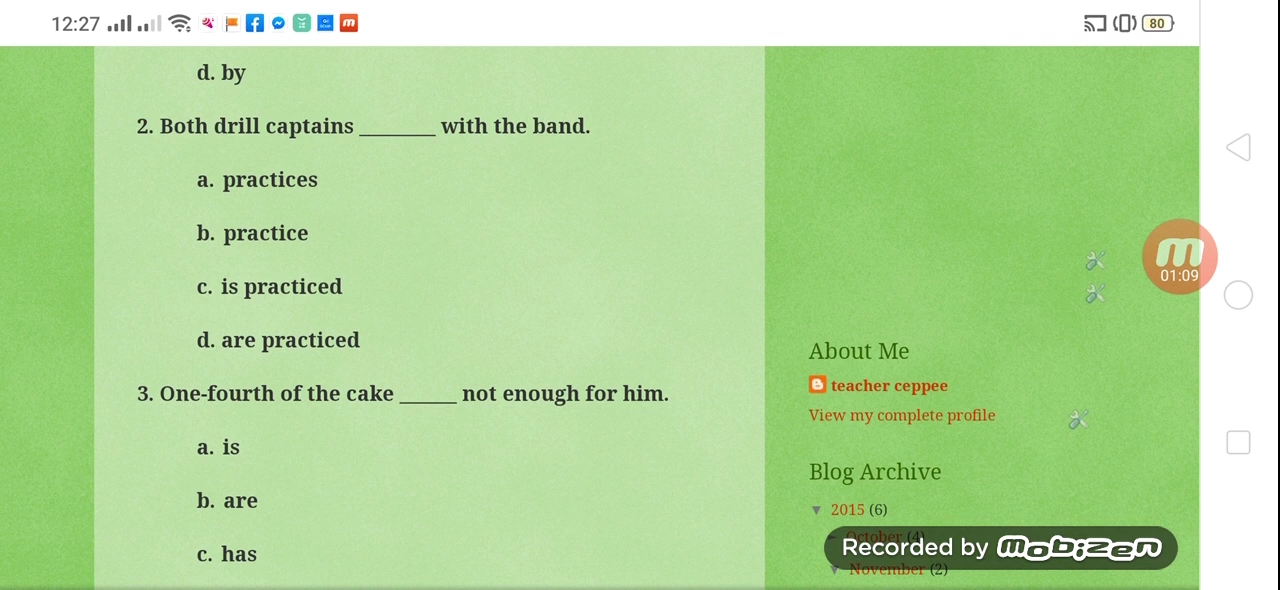 12:27
80
d. by
2. Both drill captains ________ with the band.
a. practices
b. practice
c. is practiced
d. are practiced
3. One-fourth of the cake ______ not enough for him.
a. is
b. are
c. has
01:09
About Me
teacher ceppee
View my complete profile
Blog Archive
▼ 2015 (6)
► October (4)
▼ November (2)
Recorded by mobizen